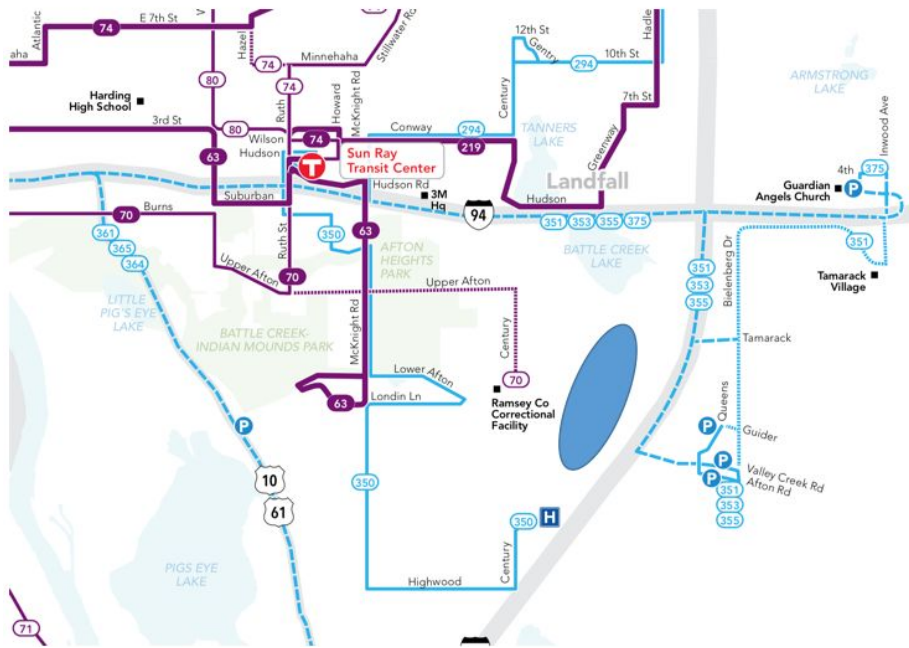 Atlantic
E 7th St
74
aha
Hazel
Minnehaha
74
74
Stillwater Rd
80
Ruth
Howard
McKnight Rd
12th St
Gentry
10th St
294
Hadley
Century
7th St
Greenway
ARMSTRONG
LAKE
Inwood Ave
Harding
High School
3rd St
80
Wilson
74
Conway
294
219
TANNERS
LAKE
Hudson
T
Sun Ray
Transit Center
63
Suburban
Hudson Rd
3M
Hq
94
Landfall
Hudson
351
353
355
375
BATTLE CREEK
LAKE
4th
375
P
Guardian
Angels Church
351
Tamarack
Village
Burns
70
361
365
364
350
Ruth St
63
AFTON
HEIGHTS
PARK
Upper Afton
70
Upper Afton
LITTLE
PIG'S EYE
LAKE
BATTLE CREEK-
INDIAN MOUNDS PARK
McKnight Rd
Century
70
351
353
355
Bielenberg Dr
Tamarack
Lower Afton
63
Londin Ln
Ramsey Co
Correctional
Facility
Queens
Guider
P
P
P
P
Valley Creek Rd
Afton Rd
351
353
355
10
61
350
350
H
Century
Highwood
PIGS EYE
LAKE
71